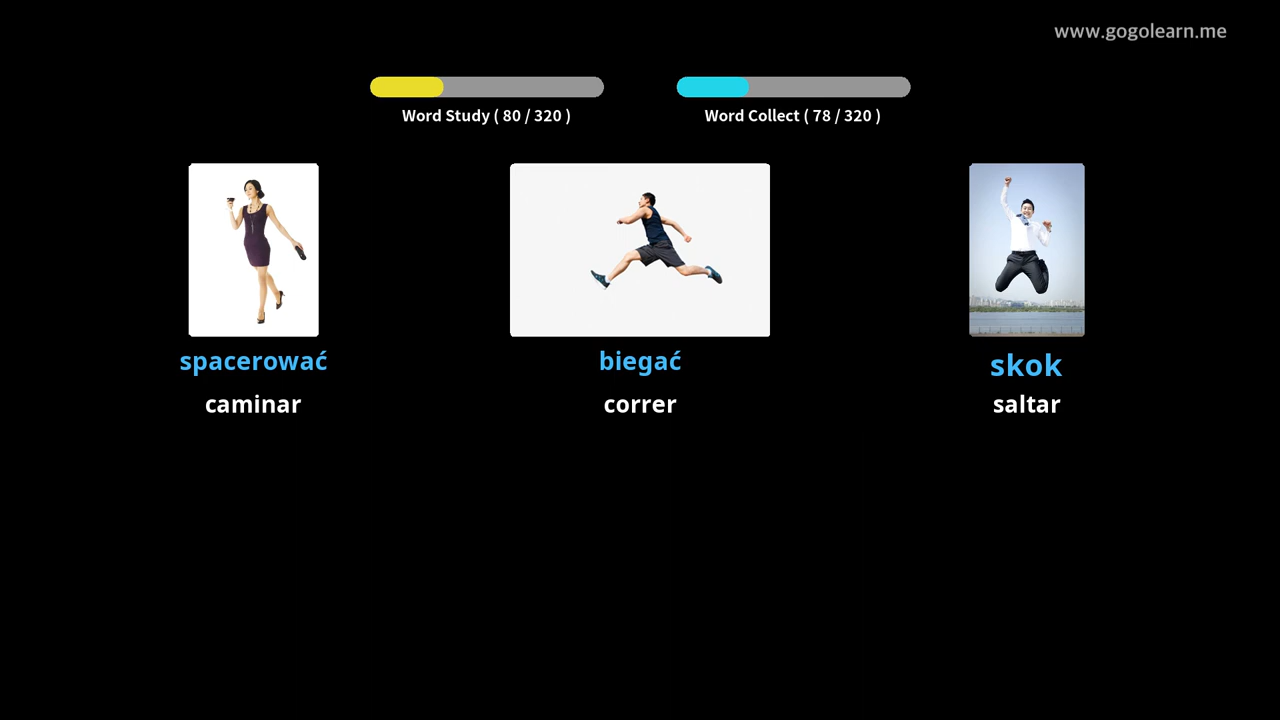 www.gogolearn.me
Word Study ( 80 / 320 )
Word Collect ( 78 / 320 )
spacerować
biegać
skok
caminar
correr
saltar